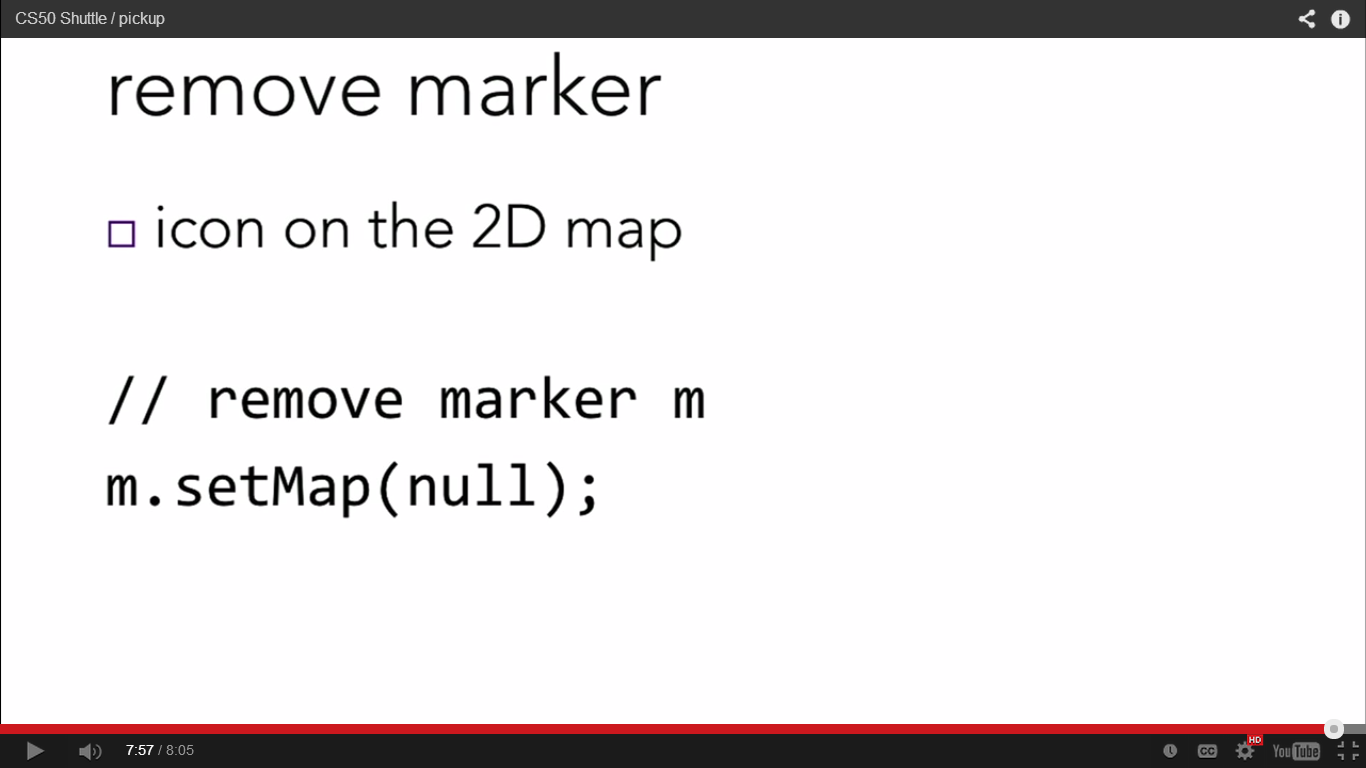 CS50 Shuttle / pickup
remove marker
icon on the 2D map
// remove marker m
m.setMap(null);
7:57 / 8:05
CC
HD
YouTube